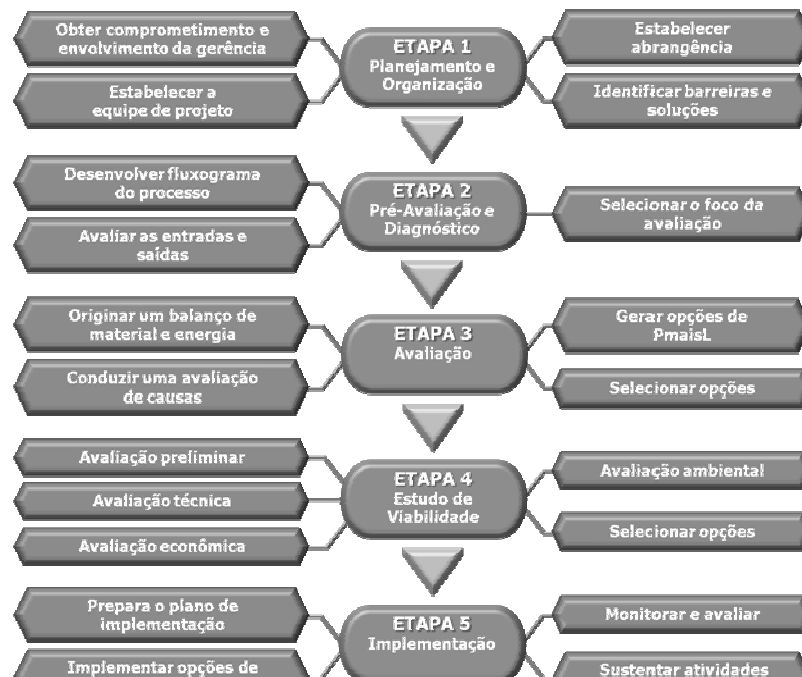 Obter comprometimento e
envolvimento da gerência
Estabelecer a
equipe de projeto
ETAPA 1
Planejamento e
Organização
Estabelecer
abrangência
Identificar barreiras e
soluções
Desenvolver fluxograma
do processo
Avaliar as entradas e
saídas
ETAPA 2
Pré-Avaliação e
Diagnóstico
Selecionar o foco da
avaliação
Originar um balanço de
material e energia
Conduzir uma avaliação
de causas
ETAPA 3
Avaliação
Gerar opções de
PmaisL
Selecionar opções
Avaliação preliminar
Avaliação técnica
Avaliação econômica
ETAPA 4
Estudo de
Viabilidade
Avaliação ambiental
Selecionar opções
Prepara o plano de
implementação
Implementar opções de
ETAPA 5
Implementação
Monitorar e avaliar
Sustentar atividades